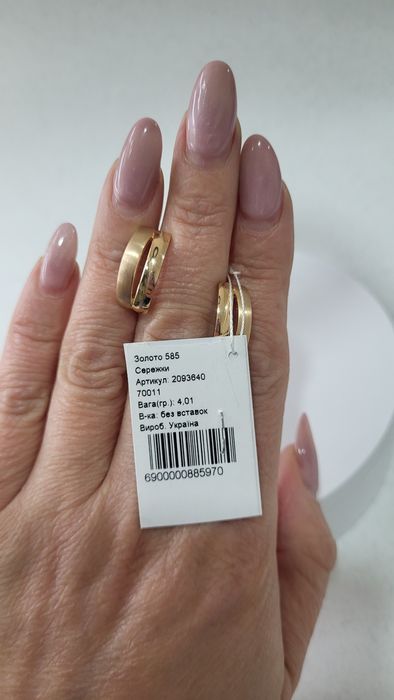 Золото 585
Сережки
Артикул: 2093640
70011
Вага(гр.): 4,01
В-ка: без вставок
Вироб. Україна
6900000885970